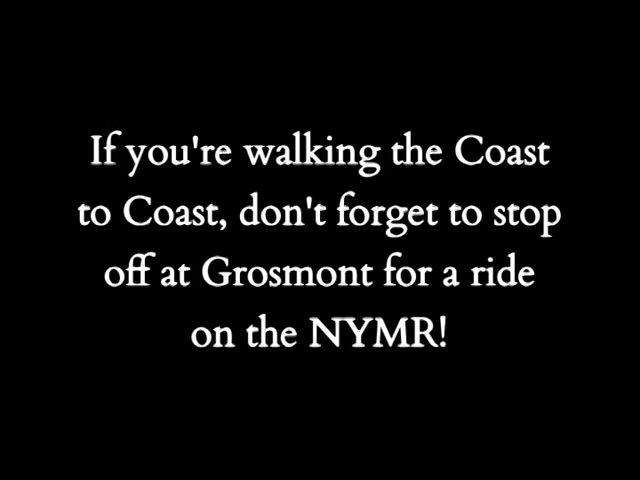 If you're walking the Coast
to Coast, don't forget to stop
off at Grosmont for a ride
on the NYMR!